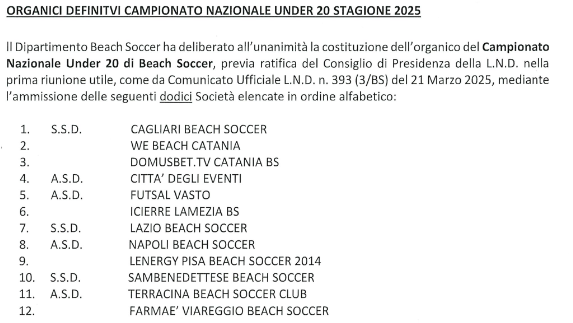 ORGANICI DEFINITVI CAMPIONATO NAZIONALE UNDER 20 STAGIONE 2025
Il Dipartimento Beach Soccer ha deliberato all'unanimità la costituzione dell'organico del Campionato
Nazionale Under 20 di Beach Soccer, previa ratifica del Consiglio di Presidenza della L.N.D. nella
prima riunione utile, come da Comunicato Ufficiale L.N.D. n. 393 (3/BS) del 21 Marzo 2025, mediante
l'ammissione delle seguenti dodici Società elencate in ordine alfabetico:
1. S.S.D. CAGLIARI BEACH SOCCER
2. WE BEACH CATANIA
3. DOMUSBET.TV CATANIA BS
4. A.S.D. CITTA' DEGLI EVENTI
5. A.S.D. FUTSAL VASTO
6. ICIERRE LAMEZIA BS
7. S.S.D. LAZIO BEACH SOCCER
8. A.S.D. NAPOLI BEACH SOCCER
9. LENERGY PISA BEACH SOCCER 2014
10. S.S.D. SAMBENEDETTESE BEACH SOCCER
11. A.S.D. TERRACINA BEACH SOCCER CLUB
12. FARMAE' VIAREGGIO BEACH SOCCER